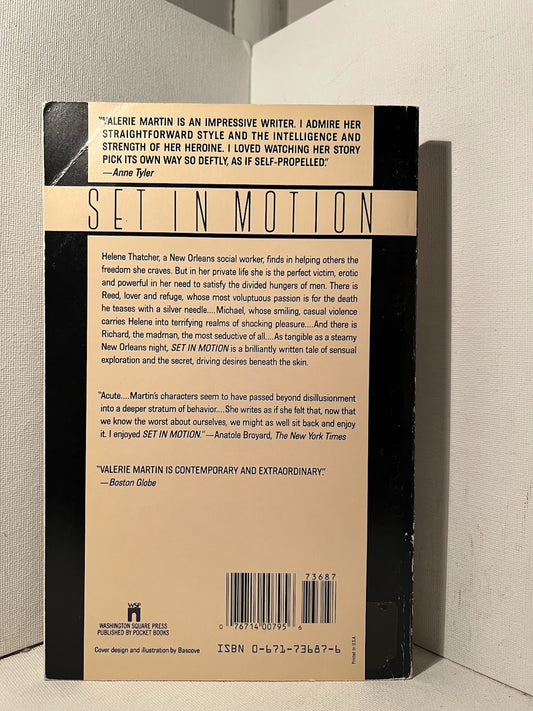 "VALERIE MARTIN IS AN IMPRESSIVE WRITER. I ADMIRE HER
STRAIGHTFORWARD STYLE AND THE INTELLIGENCE AND
STRENGTH OF HER HEROINE. I LOVED WATCHING HER STORY
PICK ITS OWN WAY SO DEFTLY, AS IF SELF-PROPELLED."
—Anne Tyler
SET IN MOTION
Helene Thatcher, a New Orleans social worker, finds in helping others the
freedom she craves. But in her private life she is the perfect victim, erotic
and powerful in her need to satisfy the divided hungers of men. There is
Reed, lover and refuge, whose most voluptuous passion is for the death
he teases with a silver needle....Michael, whose smiling, casual violence
carries Helene into terrifying realms of shocking pleasure....And there is
Richard, the madman, the most seductive of all....As tangible as a steamy
New Orleans night, SET IN MOTION is a brilliantly written tale of sensual
exploration and the secret, driving desires beneath the skin.
"Acute....Martin's characters seem to have passed beyond disillusionment
into a deeper stratum of behavior....She writes as if she felt that, now that
we know the worst about ourselves, we might as well sit back and enjoy
it. I enjoyed SET IN MOTION."—Anatole Broyard, The New York Times
"VALERIE MARTIN IS CONTEMPORARY AND EXTRAORDINARY."
—Boston Globe
73687
0 76714 00795 6
WSP
WASHINGTON SQUARE PRESS
PUBLISHED BY POCKET BOOKS
ISBN 0-671-73687-6
Cover design and illustration by Bascove
Printed in U.S.A.